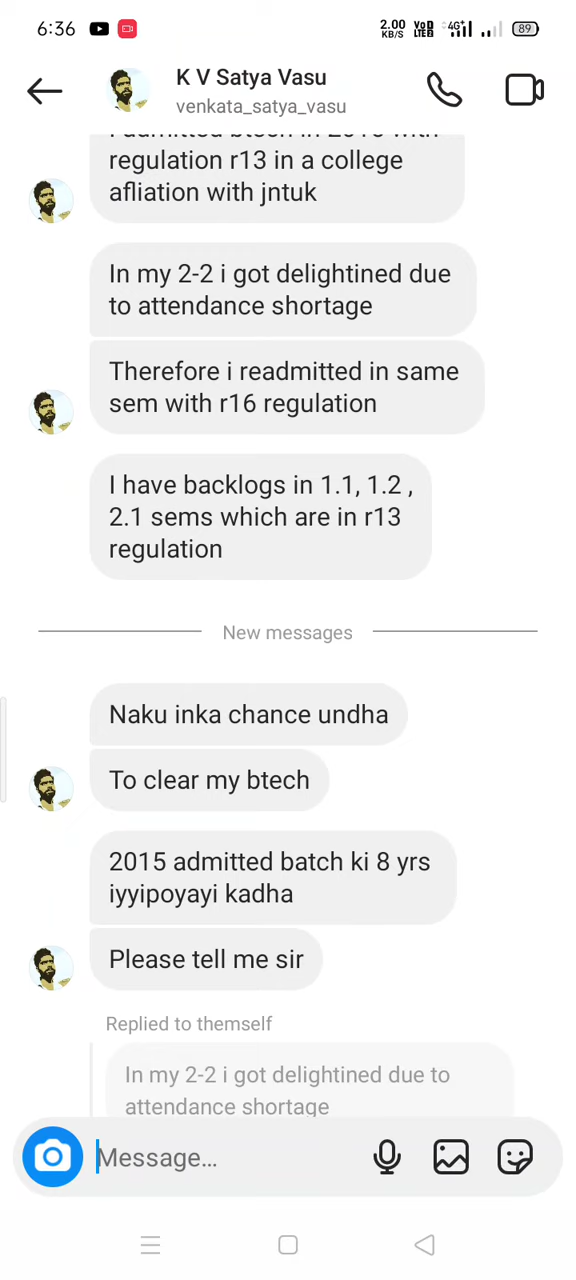 6:36 2.00 KB/S VoD LTE2 4G+ 89
K V Satya Vasu
venkata_satya_vasu
regulation r13 in a college
afliation with jntuk
In my 2-2 i got delightined due
to attendance shortage
Therefore i readmitted in same
sem with r16 regulation
I have backlogs in 1.1, 1.2 ,
2.1 sems which are in r13
regulation
New messages
Naku inka chance undha
To clear my btech
2015 admitted batch ki 8 yrs
iyyipoyayi kadha
Please tell me sir
Replied to themself
In my 2-2 i got delightined due to
attendance shortage
Message...